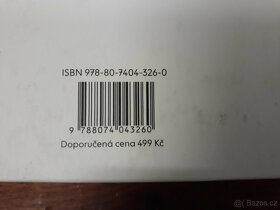 ISBN 978-80-7404-326-0
9 788074 043260
Doporučená cena 499 Kč
bazos.cz